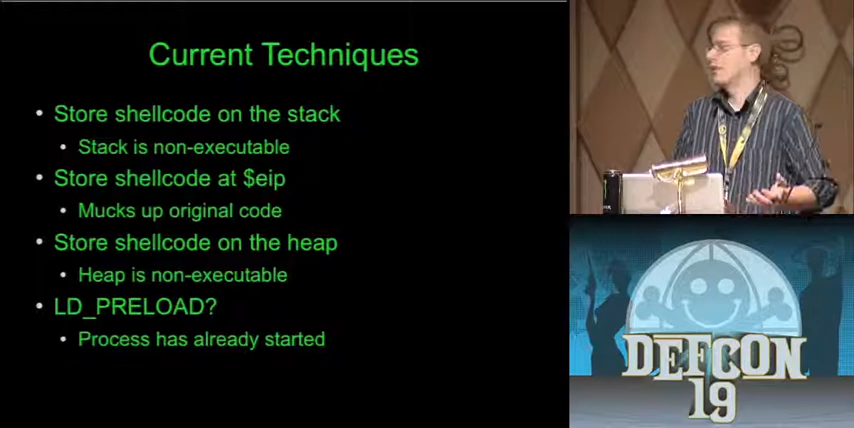 Current Techniques
• Store shellcode on the stack
• Stack is non-executable
• Store shellcode at $eip
• Mucks up original code
• Store shellcode on the heap
• Heap is non-executable
• LD_PRELOAD?
• Process has already started
DEFCON
19